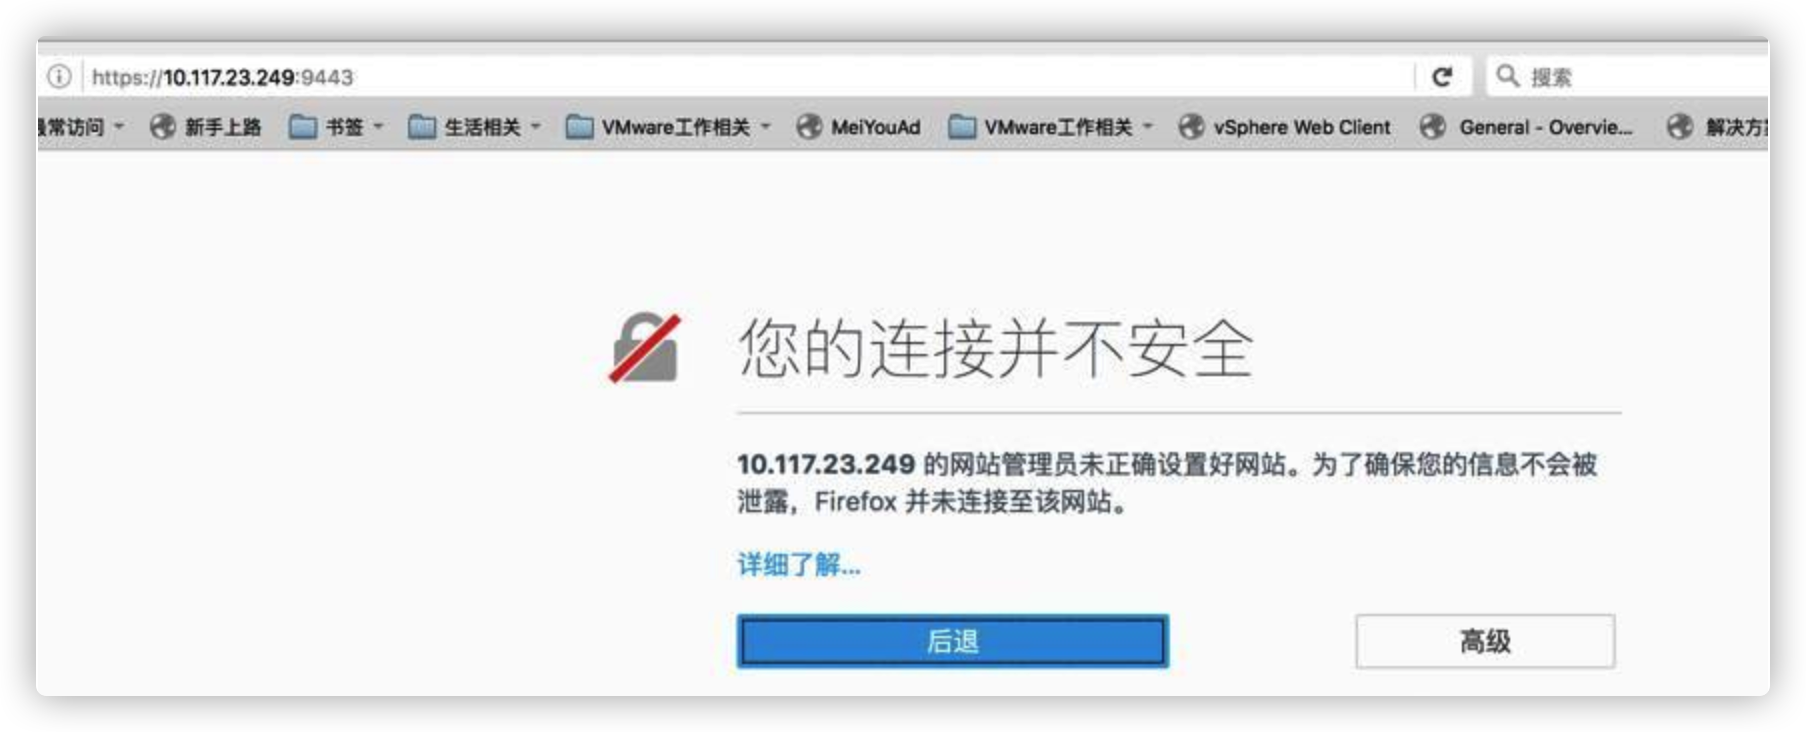 https://10.117.23.249:9443 搜索
常访问 新手上路 书签 生活相关 VMware工作相关 MeiYouAd VMware工作相关 vSphere Web Client General - Overvie... 解决方
您的连接并不安全
10.117.23.249 的网站管理员未正确设置好网站。为了确保您的信息不会被
泄露，Firefox 并未连接至该网站。
详细了解...
后退 高级